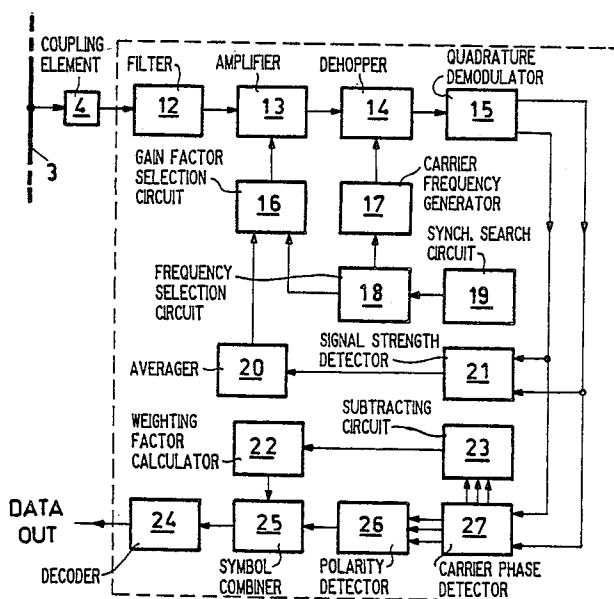 COUPLING
ELEMENT
4
3
FILTER
12
AMPLIFIER
13
DEHOPPER
14
QUADRATURE
DEMODULATOR
15
GAIN FACTOR
SELECTION
CIRCUIT
16
17
CARRIER
FREQUENCY
GENERATOR
SYNCH. SEARCH
CIRCUIT
FREQUENCY
SELECTION
CIRCUIT
18
19
SIGNAL STRENGTH
DETECTOR
AVERAGER
20
21
SUBTRACTING
CIRCUIT
WEIGHTING
FACTOR
CALCULATOR
22
23
DATA
OUT
24
25
26
27
DECODER
SYMBOL
COMBINER
POLARITY
DETECTOR
CARRIER PHASE
DETECTOR